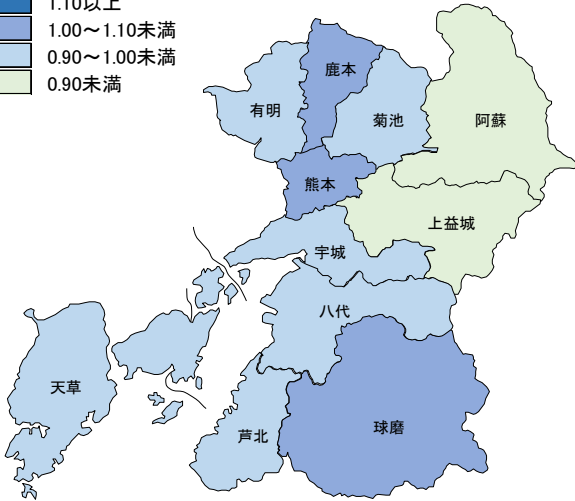 1.10以上
1.00～1.10未満
0.90～1.00未満
0.90未満
鹿本
有明
菊池
阿蘇
熊本
上益城
宇城
八代
天草
芦北
球磨